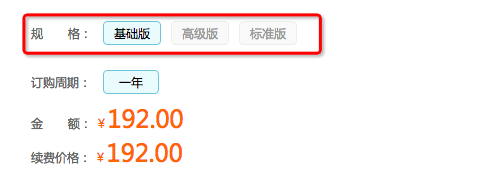 规 格： 基础版 高级版 标准版
订购周期： 一年
金 额： ¥192.00
续费价格： ¥192.00